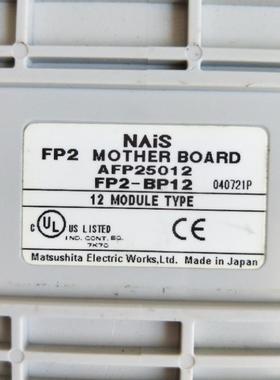 NAiS
FP2 MOTHER BOARD
AFP25012
FP2-BP12 040721P
12 MODULE TYPE
C UL US LISTED
IND. CONT. EQ.
7K70
Matsushita Electric Works,Ltd. Made in Japan